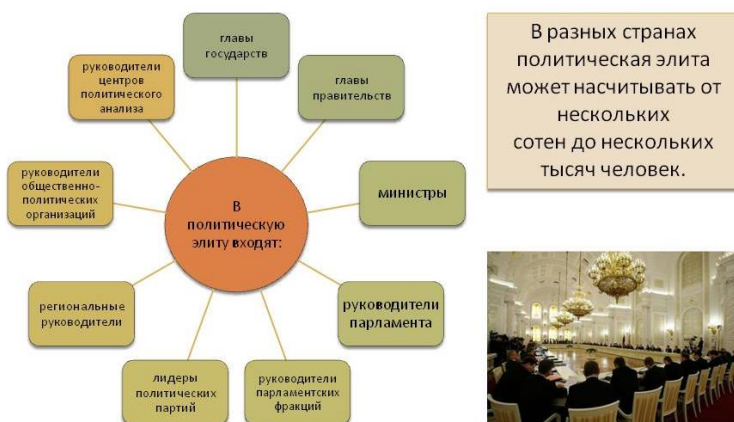 главы
государств
главы
правительств
министры
руководители
парламента
руководители
парламентских
фракций
лидеры
политических
партий
региональные
руководители
руководители
общественно-
политических
организаций
руководители
центров
политического
анализа
В
политическую
элиту входят:
В разных странах
политическая элита
может насчитывать от
нескольких
сотен до нескольких
тысяч человек.